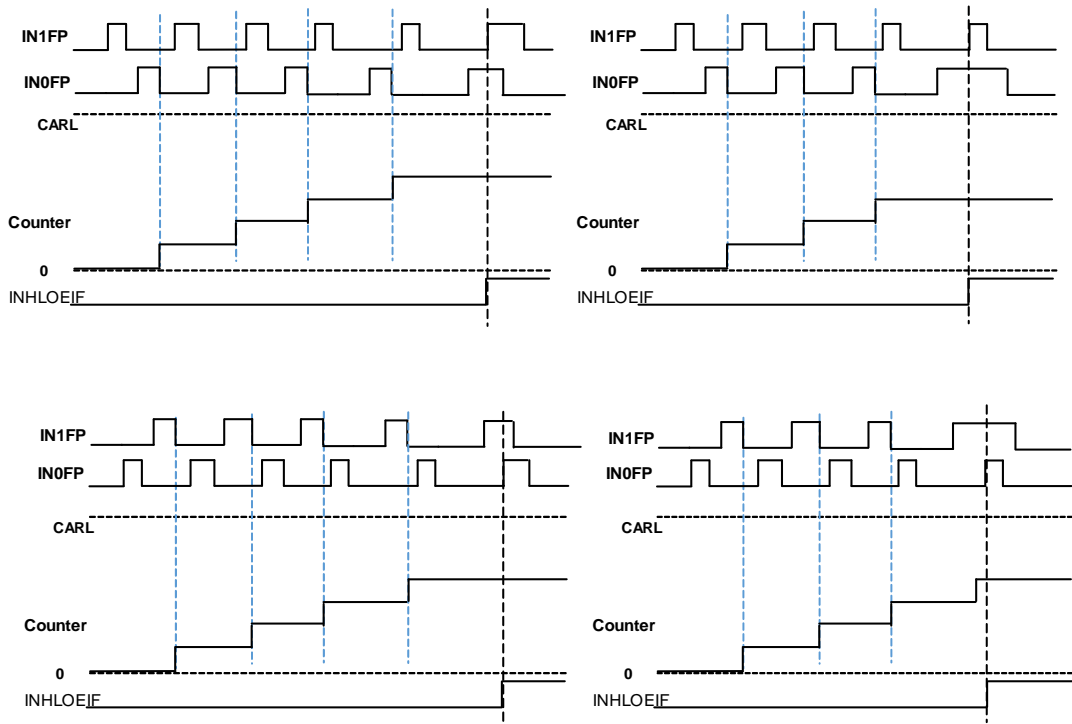 IN1FP
IN0FP
CARL
Counter
0
INHLOEIF
IN1FP
IN0FP
CARL
Counter
0
INHLOEIF
IN1FP
IN0FP
CARL
Counter
0
INHLOEIF
IN1FP
IN0FP
CARL
Counter
0
INHLOEIF